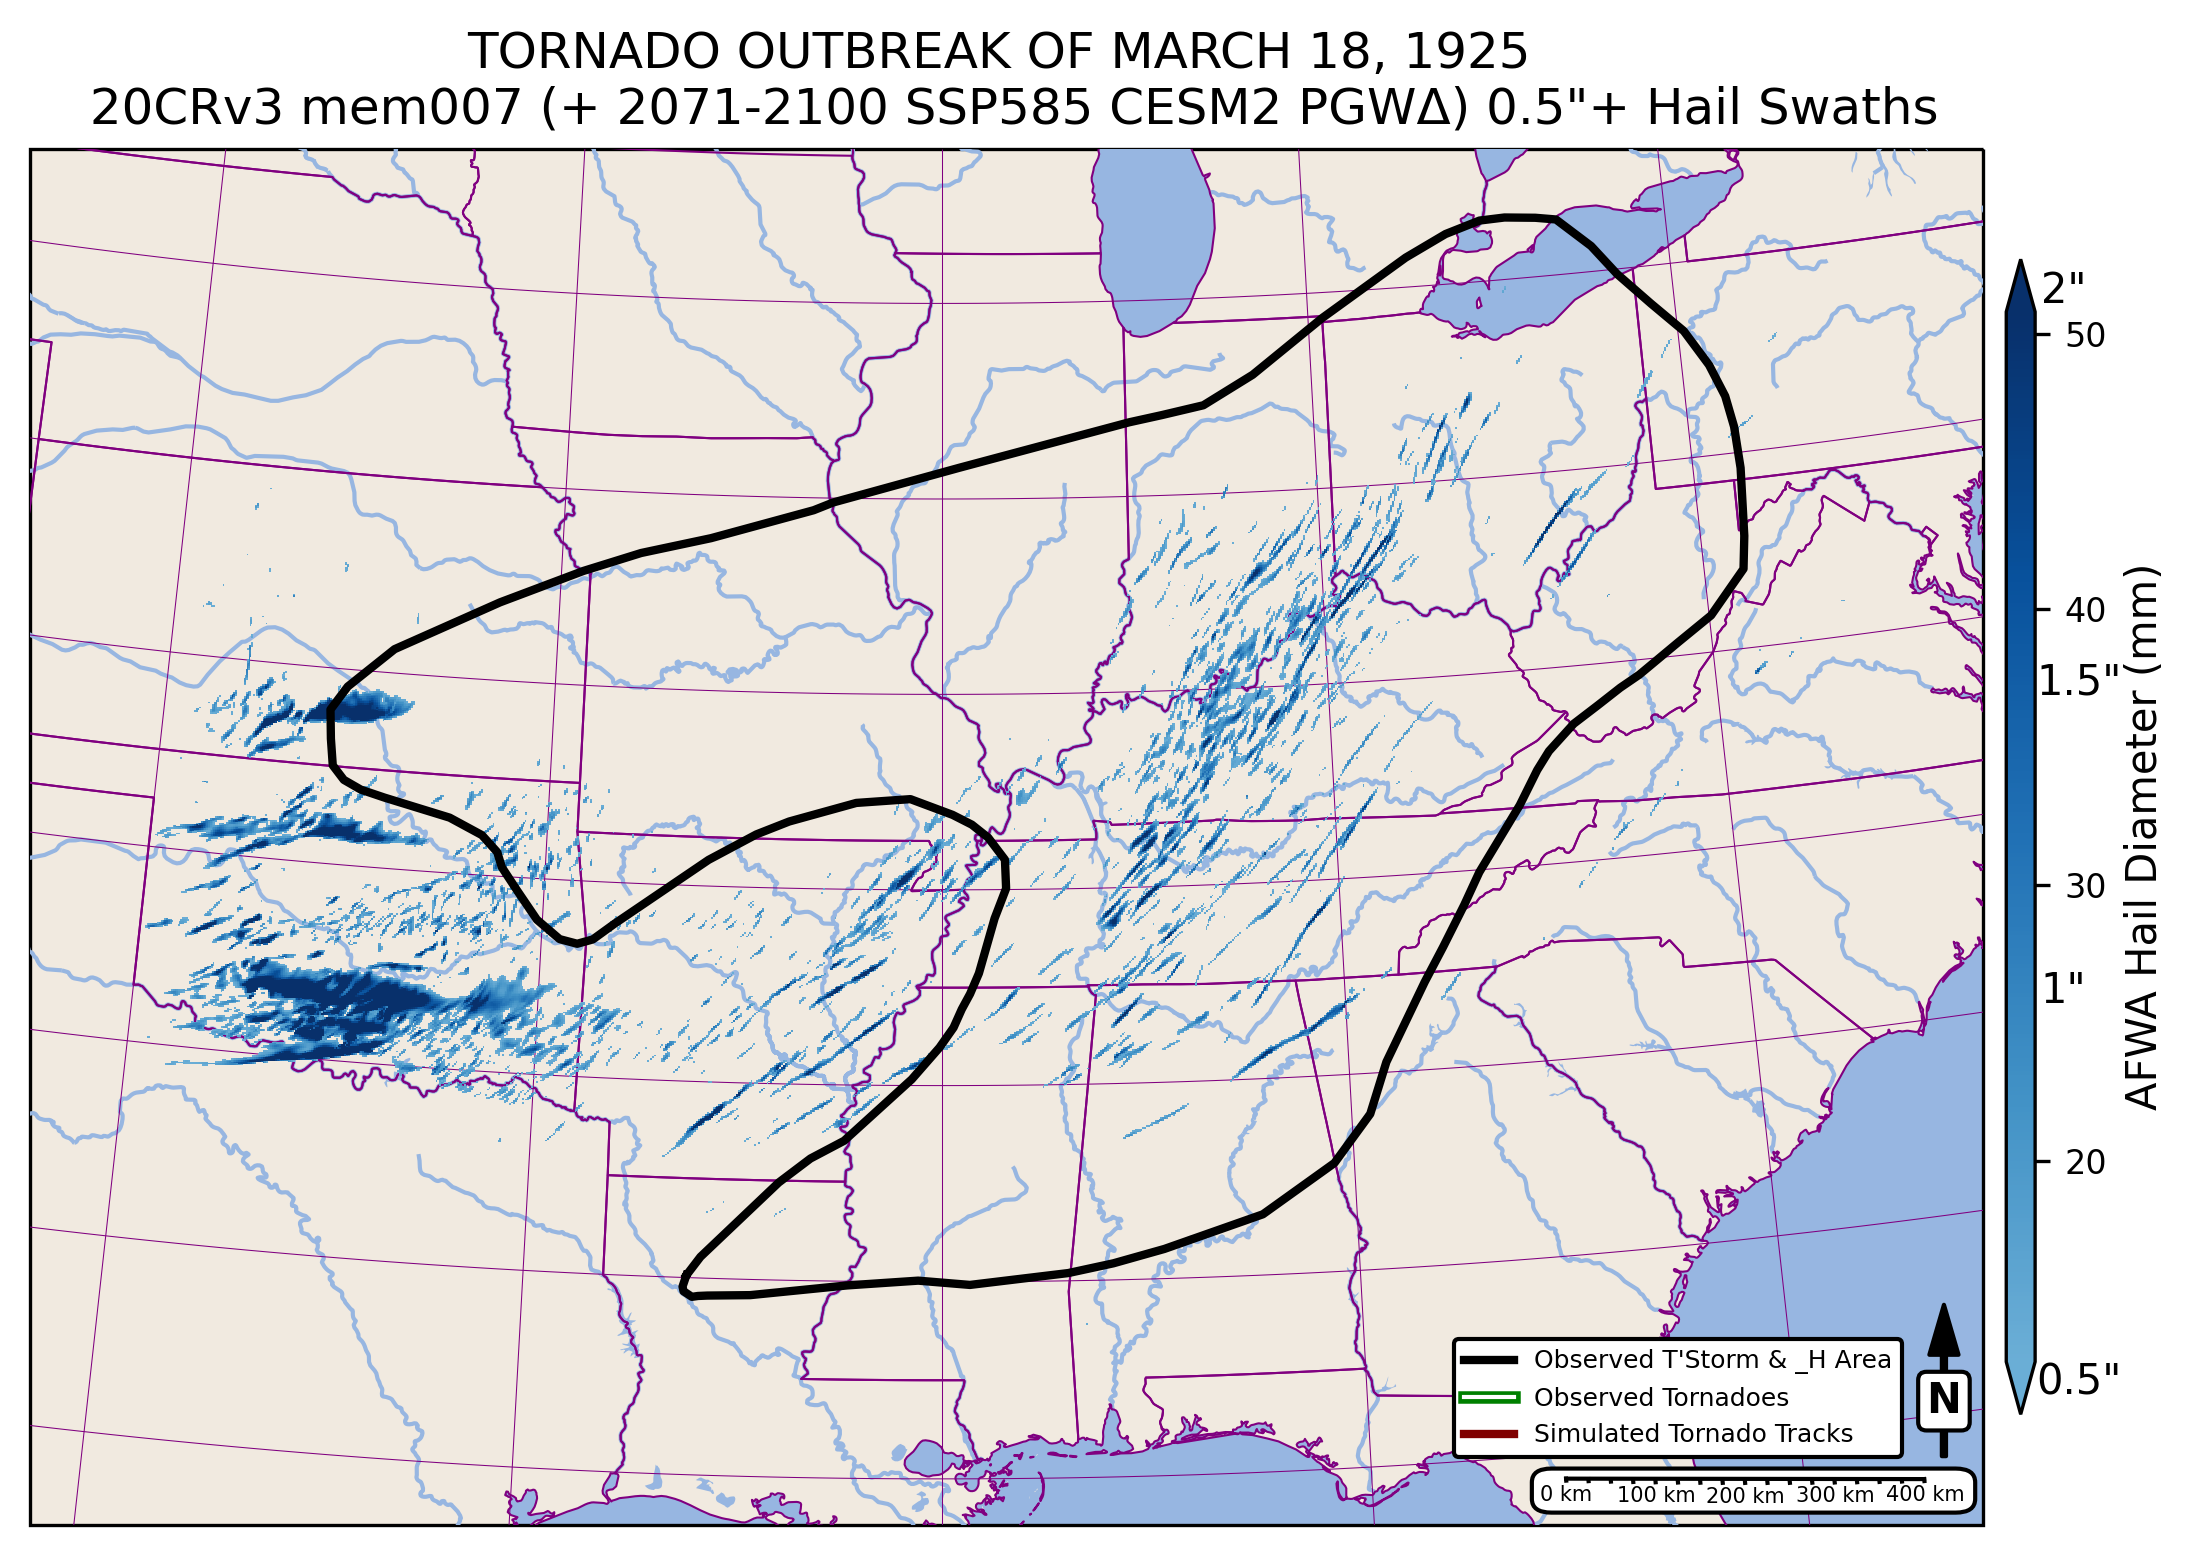 TORNADO OUTBREAK OF MARCH 18, 1925
20CRv3 mem007 (+ 2071-2100 SSP585 CESM2 PGWΔ) 0.5"+ Hail Swaths
2"
50
40
1.5"
30
1"
20
0.5"
AFWA Hail Diameter (mm)
Observed T'Storm & _H Area
Observed Tornadoes
Simulated Tornado Tracks
N
0 km 100 km 200 km 300 km 400 km